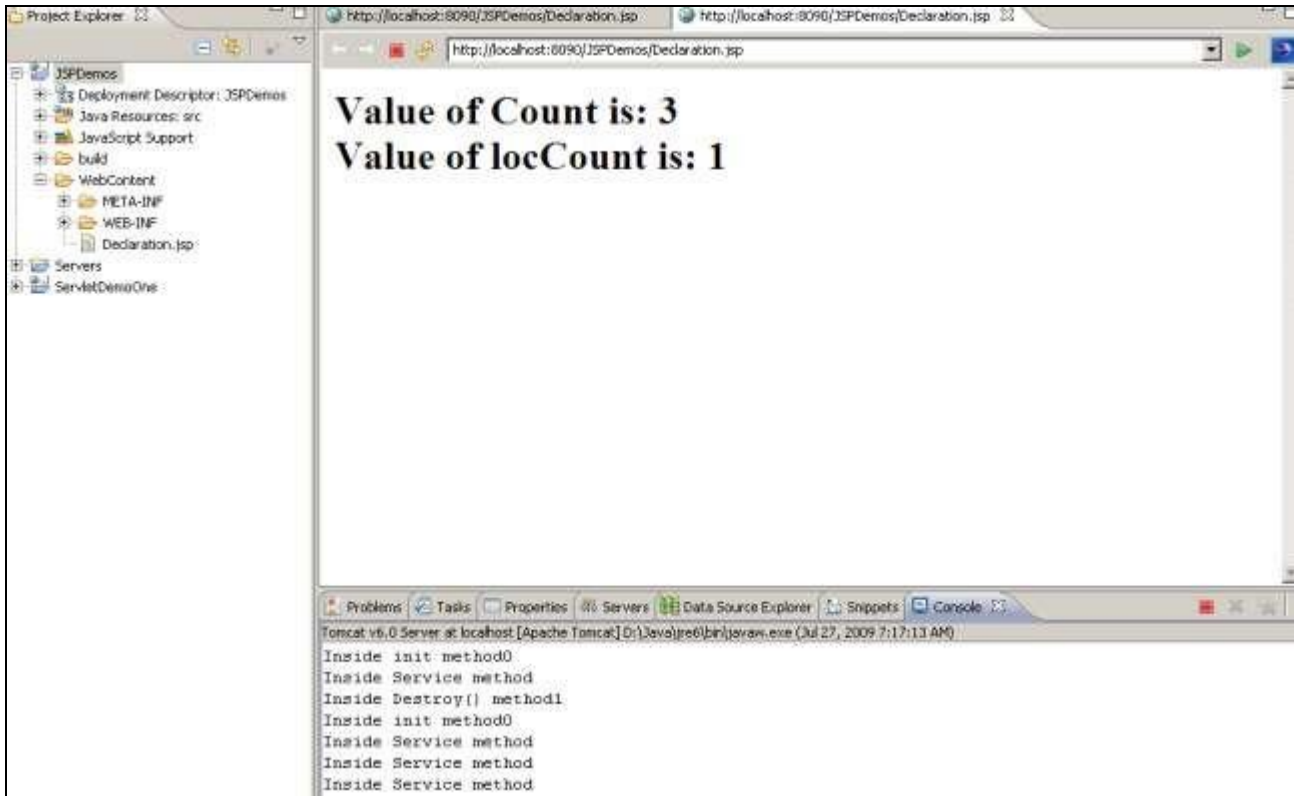 Project Explorer
http://localhost:8090/JSPDemos/Declaration.jsp
http://localhost:8090/JSPDemos/Declaration.jsp
http://localhost:8090/JSPDemos/Declaration.jsp
JSPDemos
Deployment Descriptor: JSPDemos
Java Resources: src
JavaScript Support
build
WebContent
META-INF
WEB-INF
Declaration.jsp
Servers
ServletDemoOne
Value of Count is: 3
Value of locCount is: 1
Problems Tasks Properties Servers Data Source Explorer Snippets Console
Tomcat v6.0 Server at localhost [Apache Tomcat] D:\Java\jre6\bin\javaw.exe (Jul 27, 2009 7:17:13 AM)
Inside init method0
Inside Service method
Inside Destroy() method1
Inside init method0
Inside Service method
Inside Service method
Inside Service method